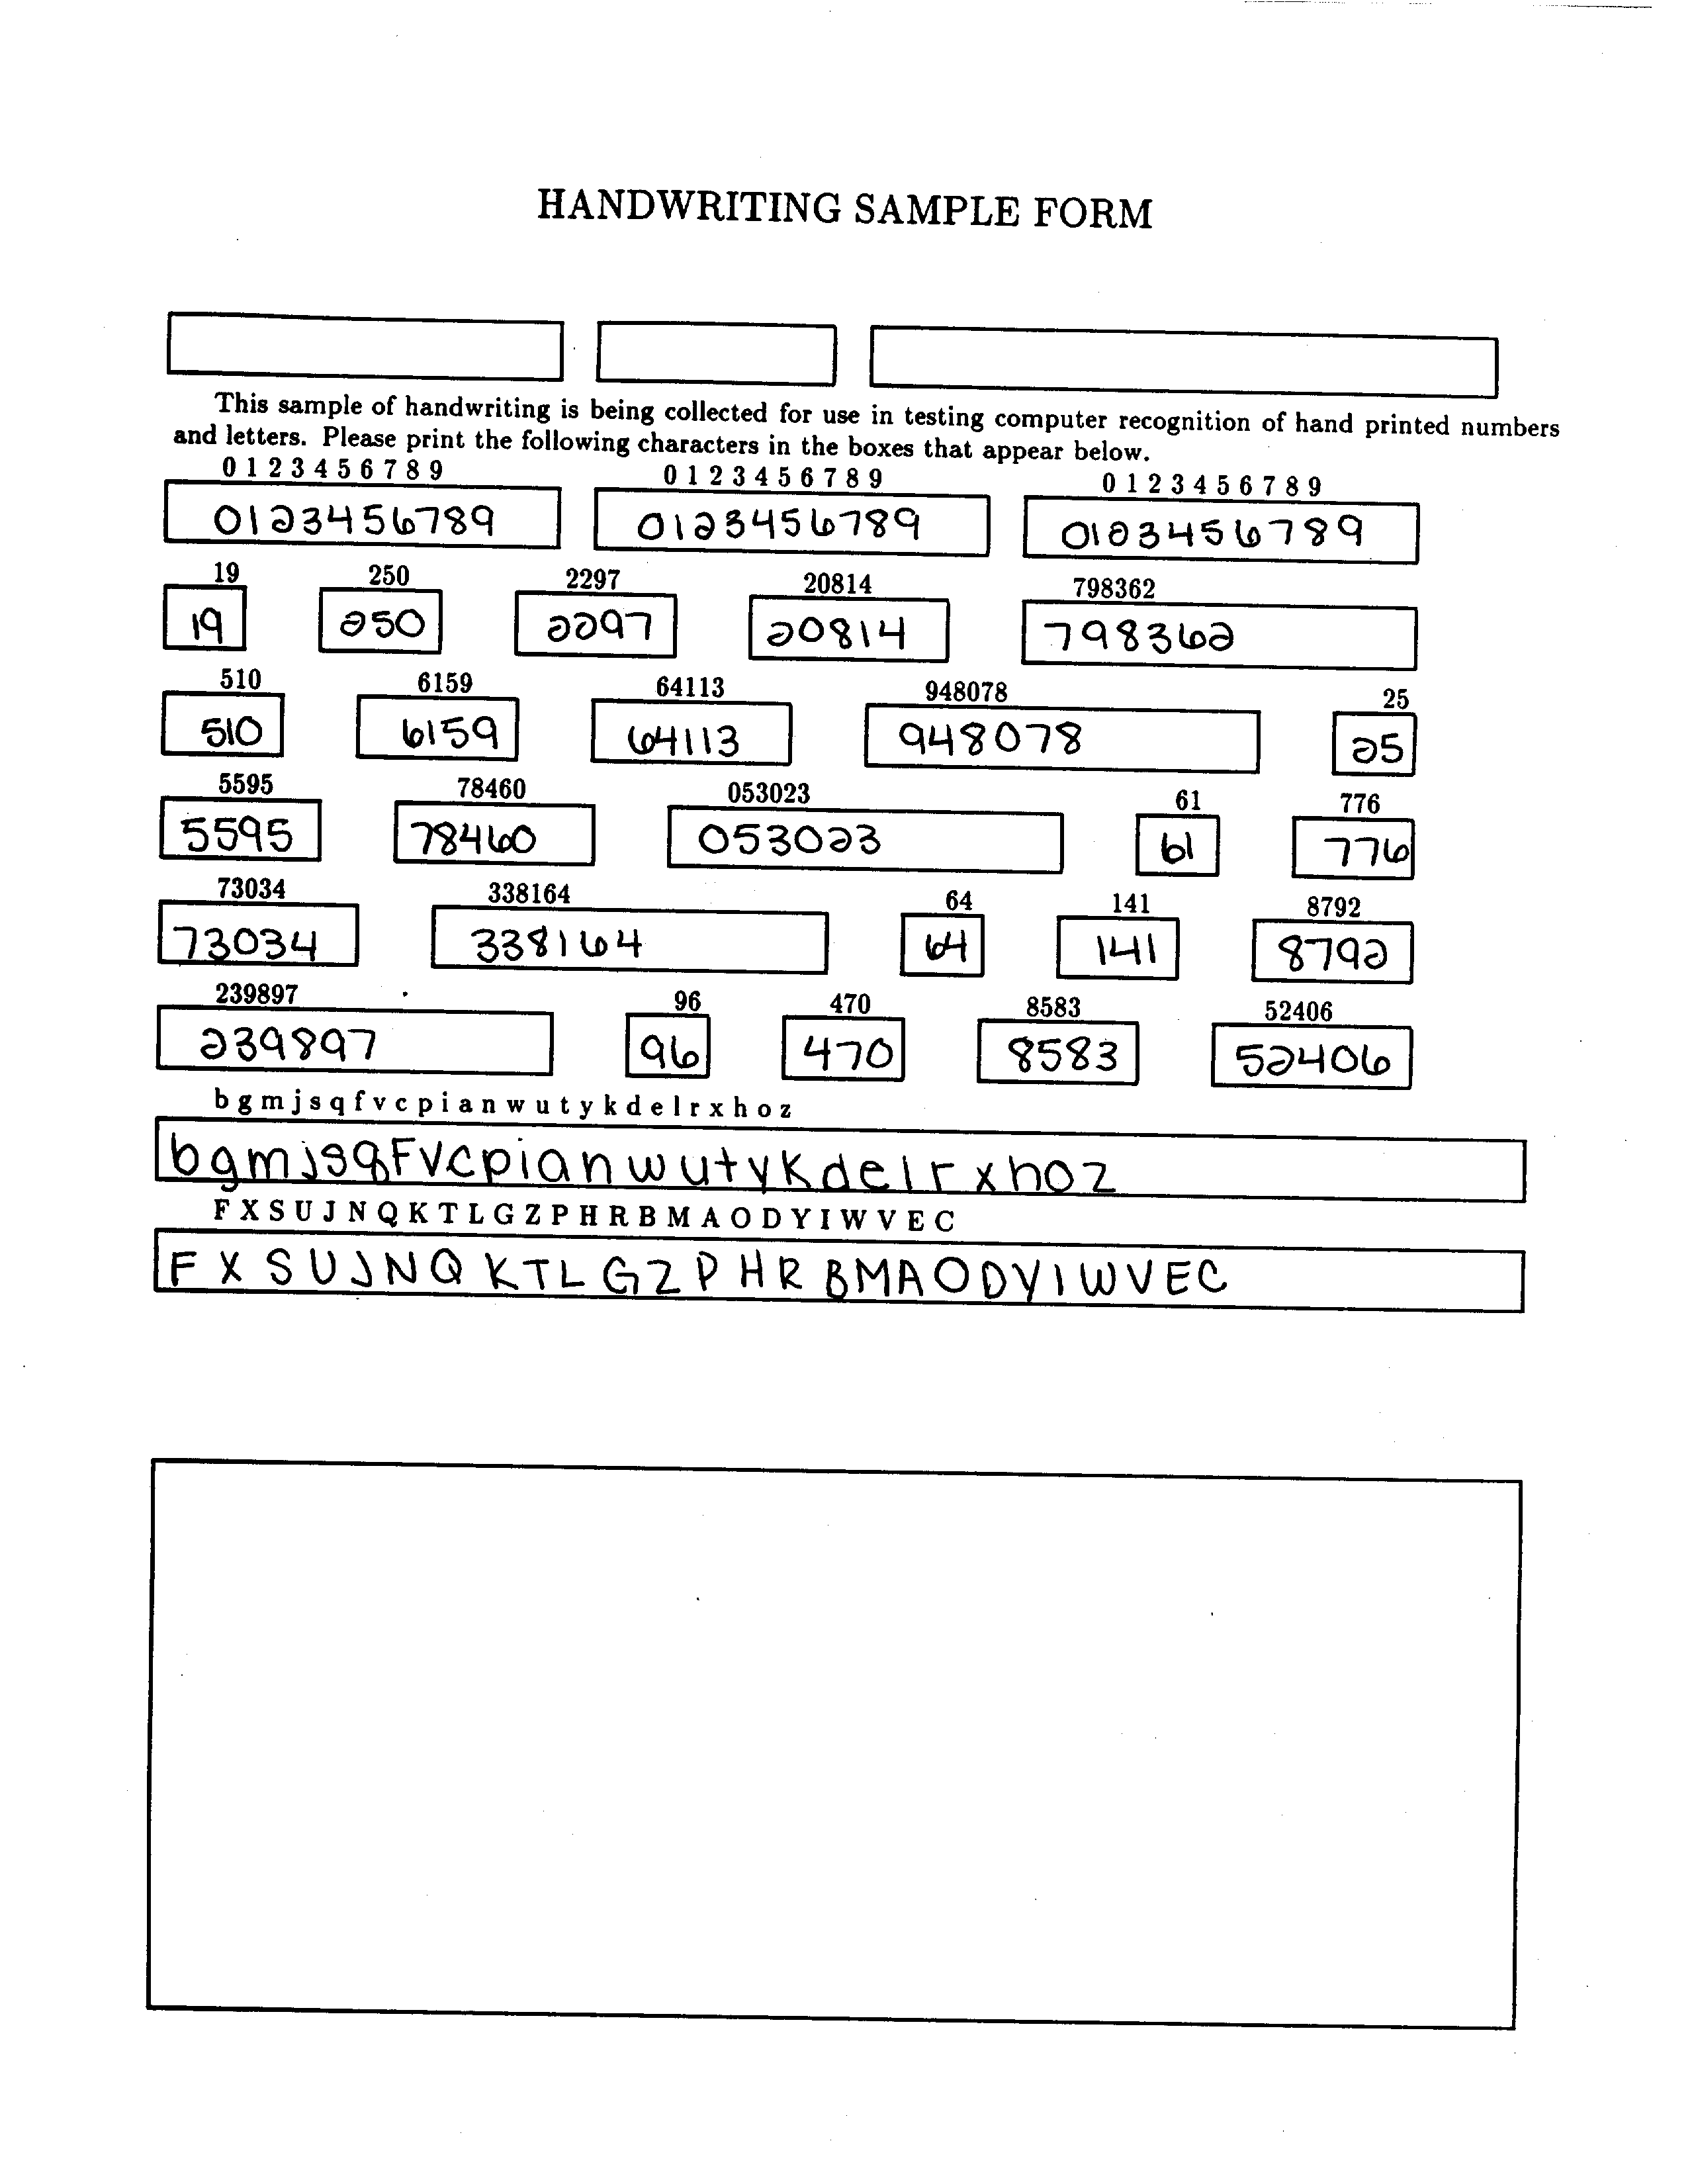 HANDWRITING SAMPLE FORM
This sample of handwriting is being collected for use in testing computer recognition of hand printed numbers
and letters. Please print the following characters in the boxes that appear below.
0 1 2 3 4 5 6 7 8 9 0 1 2 3 4 5 6 7 8 9 0 1 2 3 4 5 6 7 8 9
0123456789 0123456789 0123456789
19 250 2297 20814 798362
19 250 2297 20814 798362
510 6159 64113 948078 25
510 6159 64113 948078 25
5595 78460 053023 61 776
5595 78460 053023 61 776
73034 338164 64 141 8792
73034 338164 64 141 8792
239897 96 470 8583 52406
239897 96 470 8583 52406
b g m j s q f v c p i a n w u t y k d e l r x h o z
b g m j s q F v c p i a n w u t y k d e l r x h o z
F X S U J N Q K T L G Z P H R B M A O D Y I W V E C
F X S U J N Q K T L G Z P H R B M A O D Y I W V E C